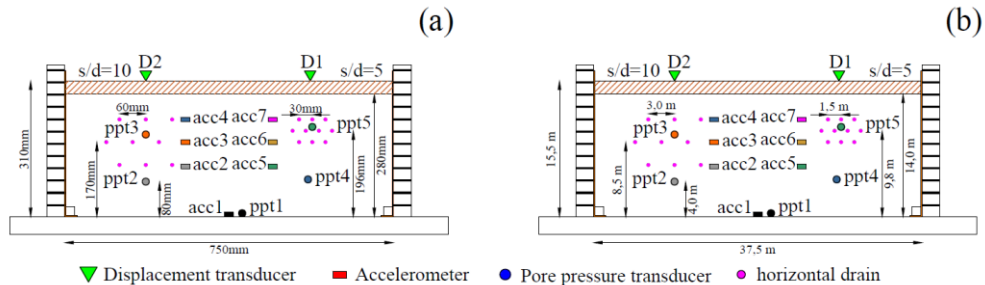 (a)
D2
D1
s/d=10
s/d=5
60mm
30mm
acc4
acc7
ppt3
ppt5
acc3
acc6
acc2
acc5
ppt2
ppt4
acc1
ppt1
310mm
170mm
80mm
196mm
280mm
750mm
(b)
D2
D1
s/d=10
s/d=5
3,0 m
1,5 m
acc4
acc7
ppt3
ppt5
acc3
acc6
acc2
acc5
ppt2
ppt4
acc1
ppt1
15,5 m
8,5 m
4,0 m
9,8 m
14,0 m
37,5 m
Displacement transducer
Accelerometer
Pore pressure transducer
horizontal drain